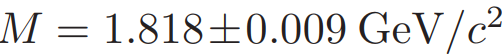 M = 1.818±0.009 GeV/c²